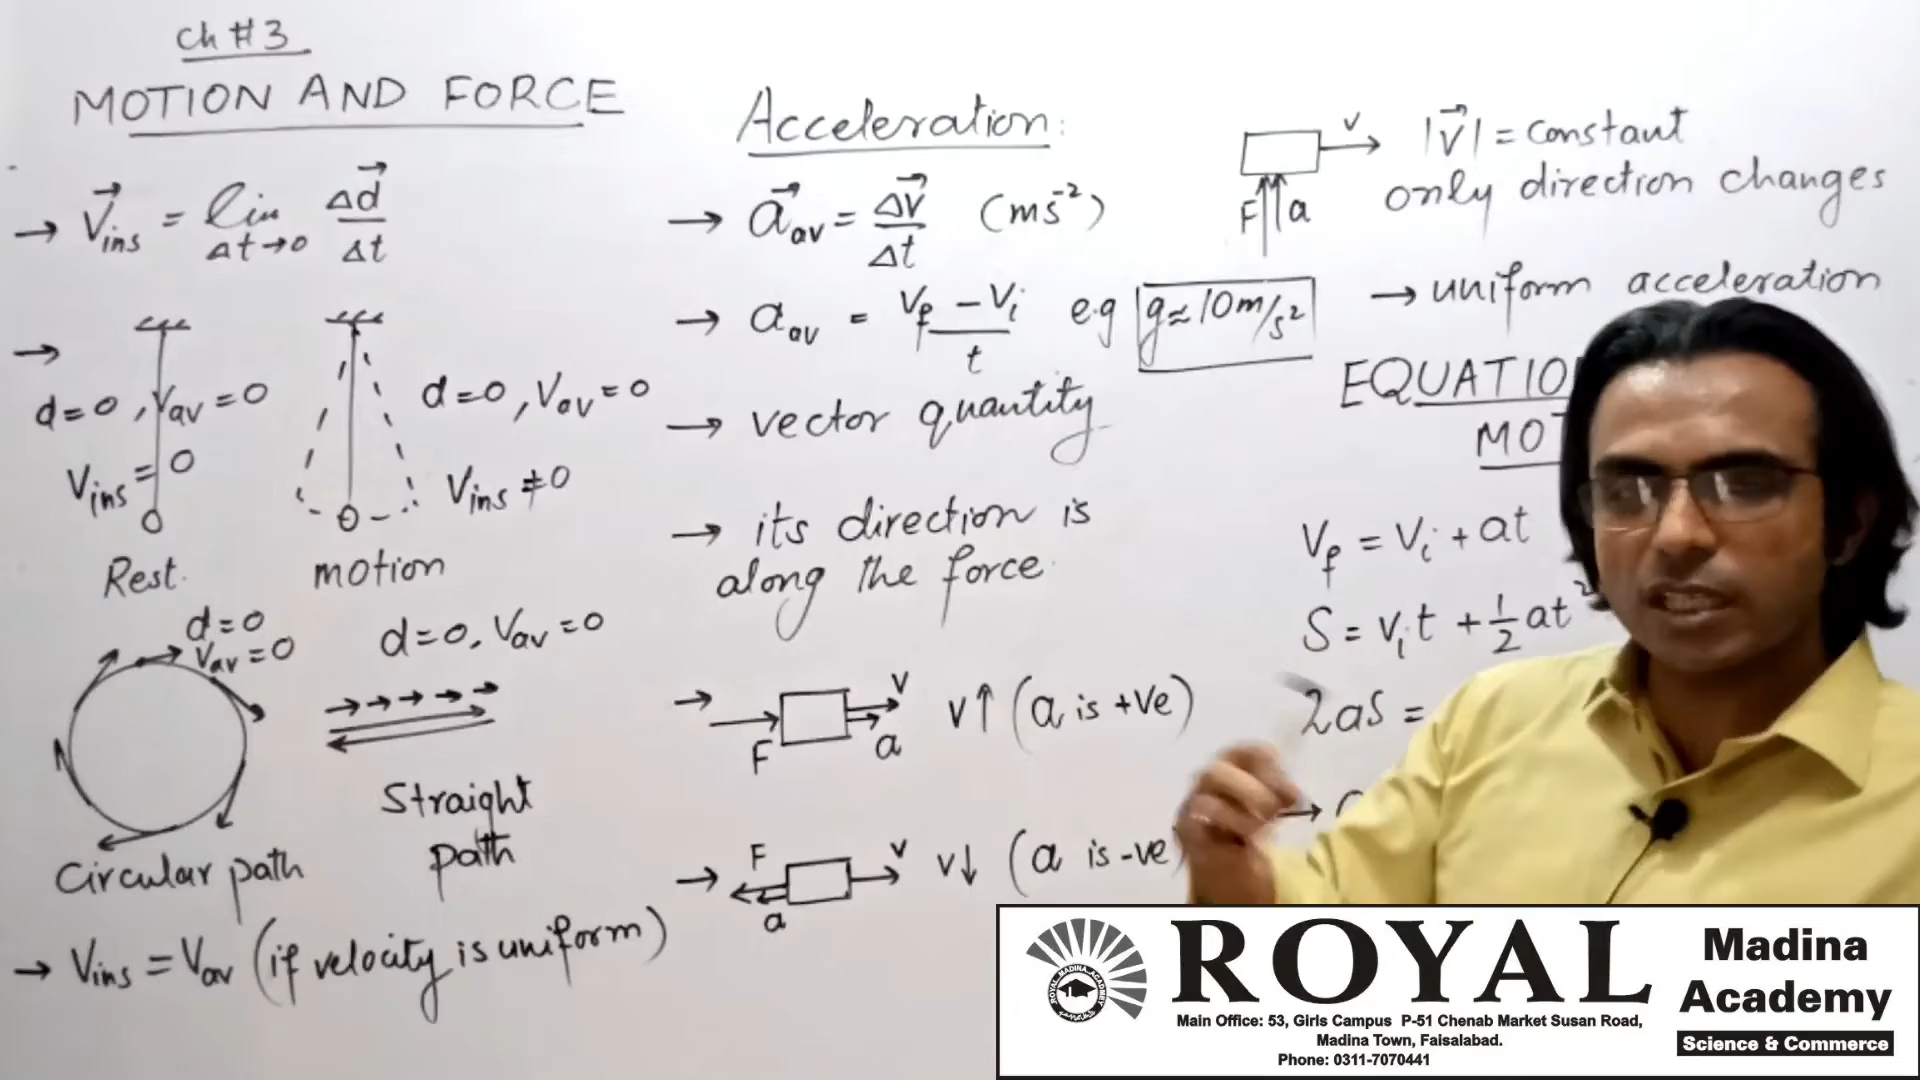 Ch # 3
MOTION AND FORCE
→ V⃗ins = lim Δt→0 Δd⃗/Δt
→
d=0, Vav=0
Vins=0
Rest.
d=0, Vav=0
Vins≠0
motion
d=0
Vav=0
Circular path
d=0, Vav=0
Straight
path
→ Vins = Vav (if velocity is uniform)
Acceleration:
→ a⃗av = Δv⃗/Δt (ms⁻²)
→ aav = Vf – Vi / t e.g g≈10m/s²
→ vector quantity
→ its direction is
along the force.
→ F v a v↑ (a is +ve)
→ F a v v↓ (a is -ve
v
F a
|v⃗| = constant
only direction changes
→ uniform acceleration
EQUATIO
MOT
Vf = Vi + at
S = Vit + ½at²
2aS =
→
ROYAL
Madina
Academy
Science & Commerce
Main Office: 53, Girls Campus P-51 Chenab Market Susan Road,
Madina Town, Faisalabad.
Phone: 0311-7070441